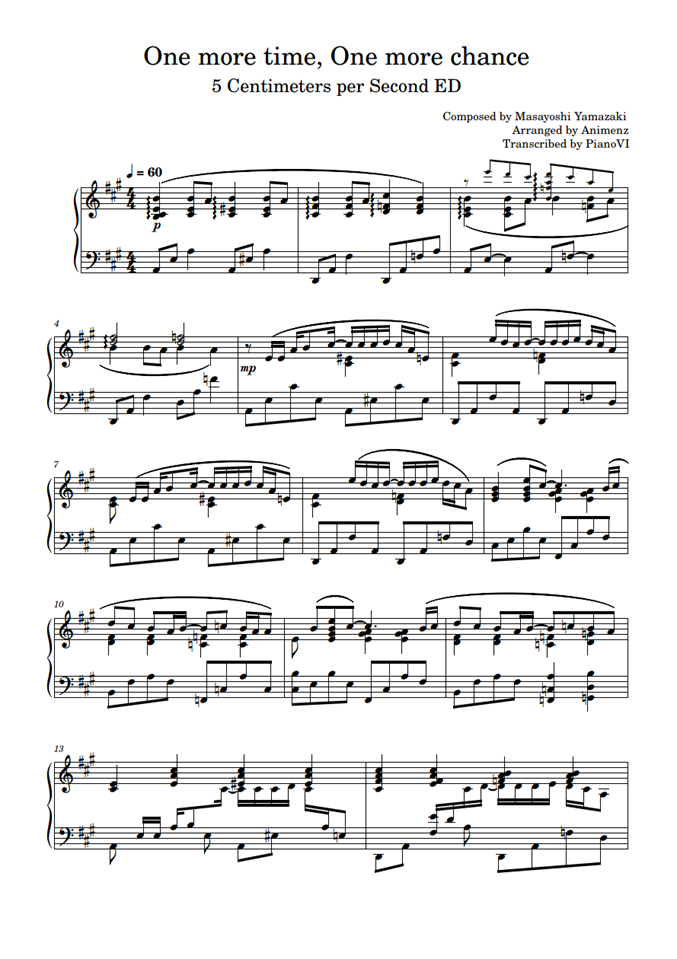 One more time, One more chance
5 Centimeters per Second ED
Composed by Masayoshi Yamazaki
Arranged by Animenz
Transcribed by PianoVI
♩ = 60
p
4
mp
7
10
13